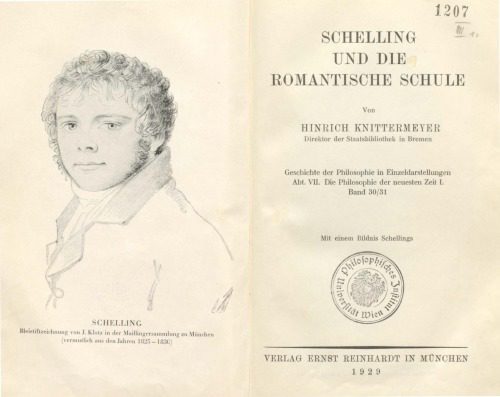 SCHELLING
Bleistiftzeichnung von J. Klotz in der Maillingersammlung zu München
(vermutlich aus den Jahren 1825–1830)
1207
III
SCHELLING
UND DIE
ROMANTISCHE SCHULE
Von
HINRICH KNITTERMEYER
Direktor der Staatsbibliothek in Bremen
Geschichte der Philosophie in Einzeldarstellungen
Abt. VII. Die Philosophie der neuesten Zeit I.
Band 30/31
Mit einem Bildnis Schellings
Philosophisches Institut
Universität Wien
VERLAG ERNST REINHARDT IN MÜNCHEN
1929